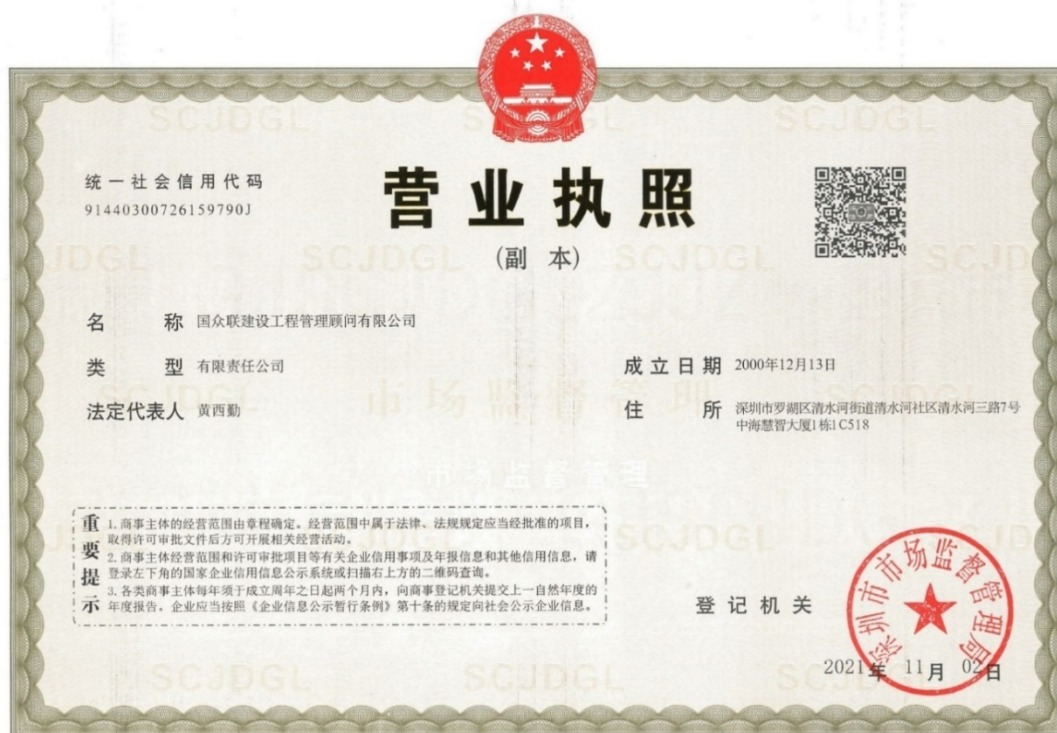 统一社会信用代码
91440300726159790J
营业执照
(副 本)
名 称 国众联建设工程管理顾问有限公司
类 型 有限责任公司
法定代表人 黄西勤
成立日期 2000年12月13日
住 所 深圳市罗湖区清水河街道清水河社区清水河三路7号
中海慧智大厦1栋1C518
重要提示
1.商事主体的经营范围由章程确定。经营范围中属于法律、法规规定应当经批准的项目,
取得许可审批文件后方可开展相关经营活动。
2.商事主体经营范围和许可审批项目等有关企业信用事项及年报信息和其他信用信息,请
登录左下角的国家企业信用信息公示系统或扫描右上方的二维码查询。
3.各类商事主体每年须于成立周年之日起两个月内,向商事登记机关提交上一自然年度的
年度报告。企业应当按照《企业信息公示暂行条例》第十条的规定向社会公示企业信息。
登记机关
深圳市市场监督管理局
2021年 11月 02日
SCJDGL
市场监督管理
市场监督管理